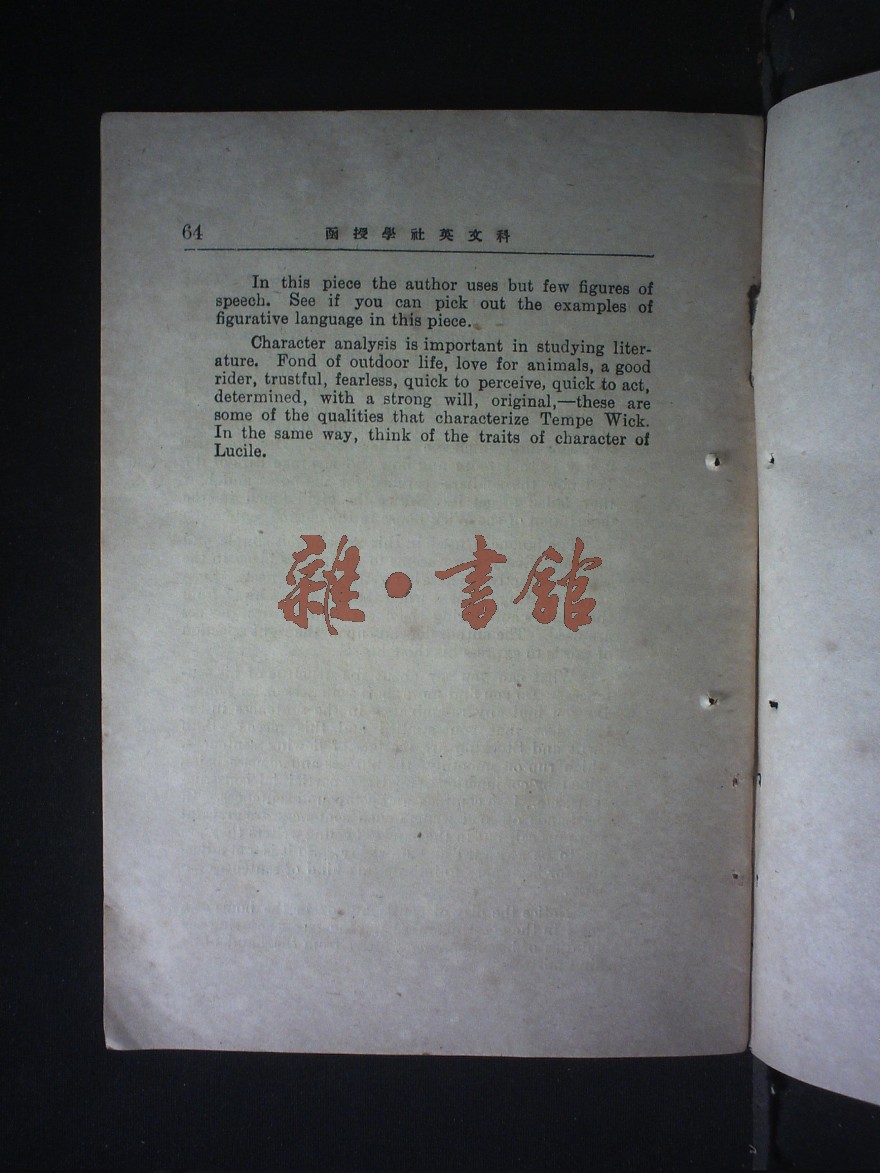 64
函授學社英文科
In this piece the author uses but few figures of
speech. See if you can pick out the examples of
figurative language in this piece.
Character analysis is important in studying liter-
ature. Fond of outdoor life, love for animals, a good
rider, trustful, fearless, quick to perceive, quick to act,
determined, with a strong will, original,—these are
some of the qualities that characterize Tempe Wick.
In the same way, think of the traits of character of
Lucile.
雜·書館